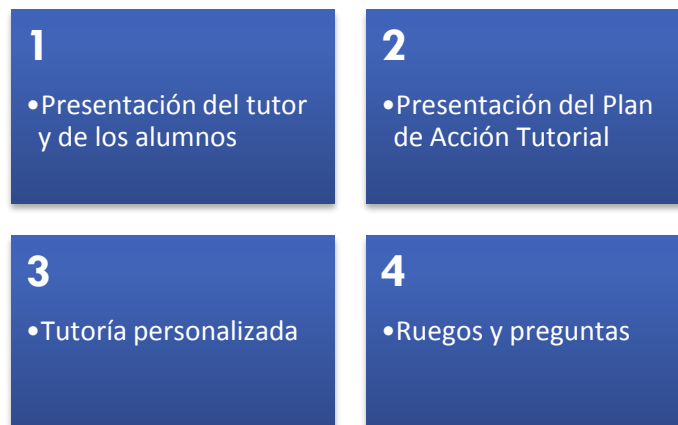 1
•Presentación del tutor
y de los alumnos
2
•Presentación del Plan
de Acción Tutorial
3
•Tutoría personalizada
4
•Ruegos y preguntas